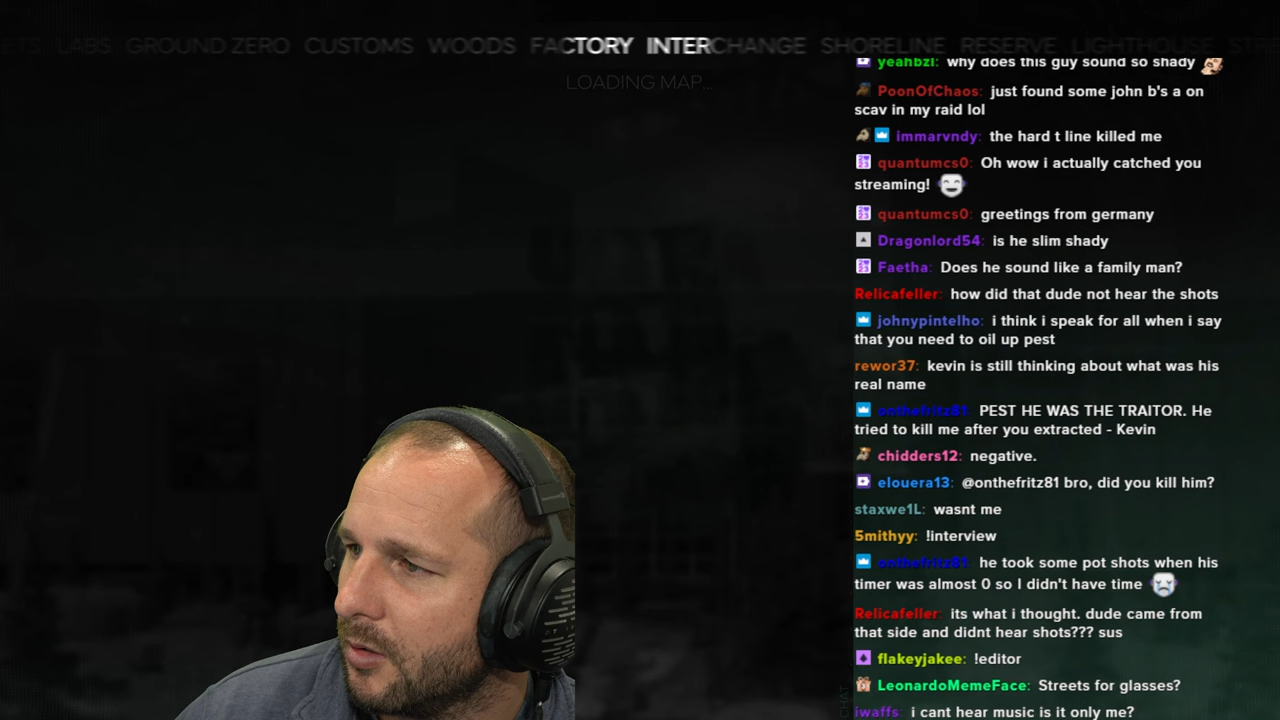 ETS LABS GROUND ZERO CUSTOMS WOODS FACTORY INTERCHANGE SHORELINE RESERVE LIGHTHOUSE STRE
LOADING MAP...
yeahbzl: why does this guy sound so shady
PoonOfChaos: just found some john b's a on
scav in my raid lol
immarvndy: the hard t line killed me
quantumcs0: Oh wow i actually catched you
streaming!
quantumcs0: greetings from germany
Dragonlord54: is he slim shady
Faetha: Does he sound like a family man?
Relicafeller: how did that dude not hear the shots
johnypintelho: i think i speak for all when i say
that you need to oil up pest
rewor37: kevin is still thinking about what was his
real name
onthefritz81: PEST HE WAS THE TRAITOR. He
tried to kill me after you extracted - Kevin
chidders12: negative.
elouera13: @onthefritz81 bro, did you kill him?
staxwe1L: wasnt me
5mithyy: !interview
onthefritz81: he took some pot shots when his
timer was almost 0 so I didn't have time
Relicafeller: its what i thought. dude came from
that side and didnt hear shots??? sus
flakeyjakee: !editor
LeonardoMemeFace: Streets for glasses?
iwaffs: i cant hear music is it only me?
CHAT